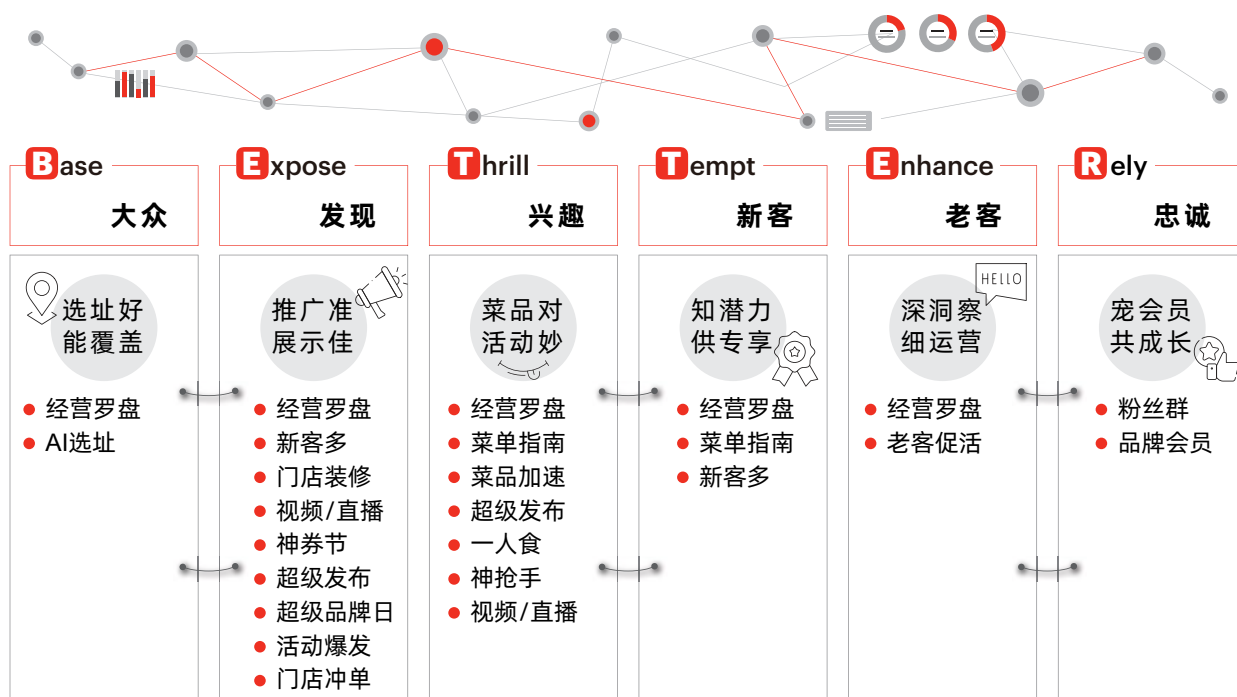 Base
大众
选址好
能覆盖
经营罗盘
AI选址
Expose
发现
推广准
展示佳
经营罗盘
新客多
门店装修
视频/直播
神券节
超级发布
超级品牌日
活动爆发
门店冲单
Thrill
兴趣
菜品对
活动妙
经营罗盘
菜单指南
菜品加速
超级发布
一人食
神抢手
视频/直播
Tempt
新客
知潜力
供专享
经营罗盘
菜单指南
新客多
Enhance
老客
HELLO
深洞察
细运营
经营罗盘
老客促活
Rely
忠诚
宠会员
共成长
粉丝群
品牌会员